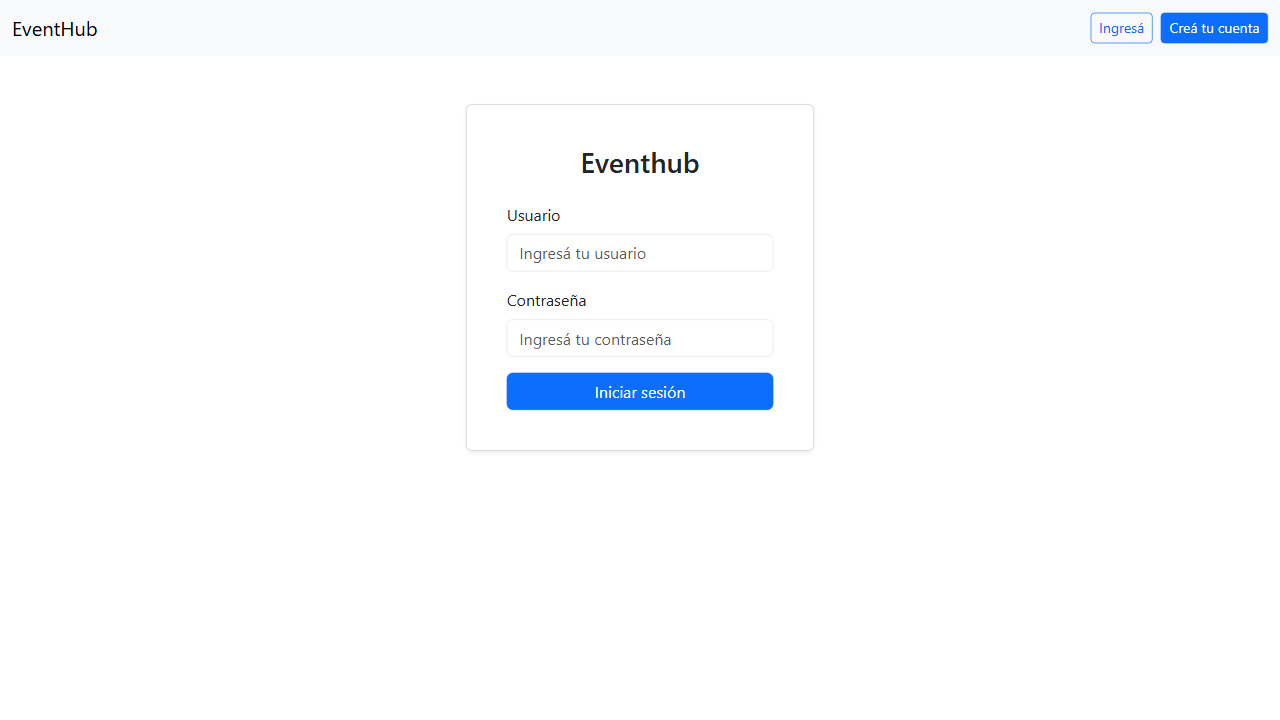 EventHub
Ingresá
Creá tu cuenta
Eventhub
Usuario
Ingresá tu usuario
Contraseña
Ingresá tu contraseña
Iniciar sesión